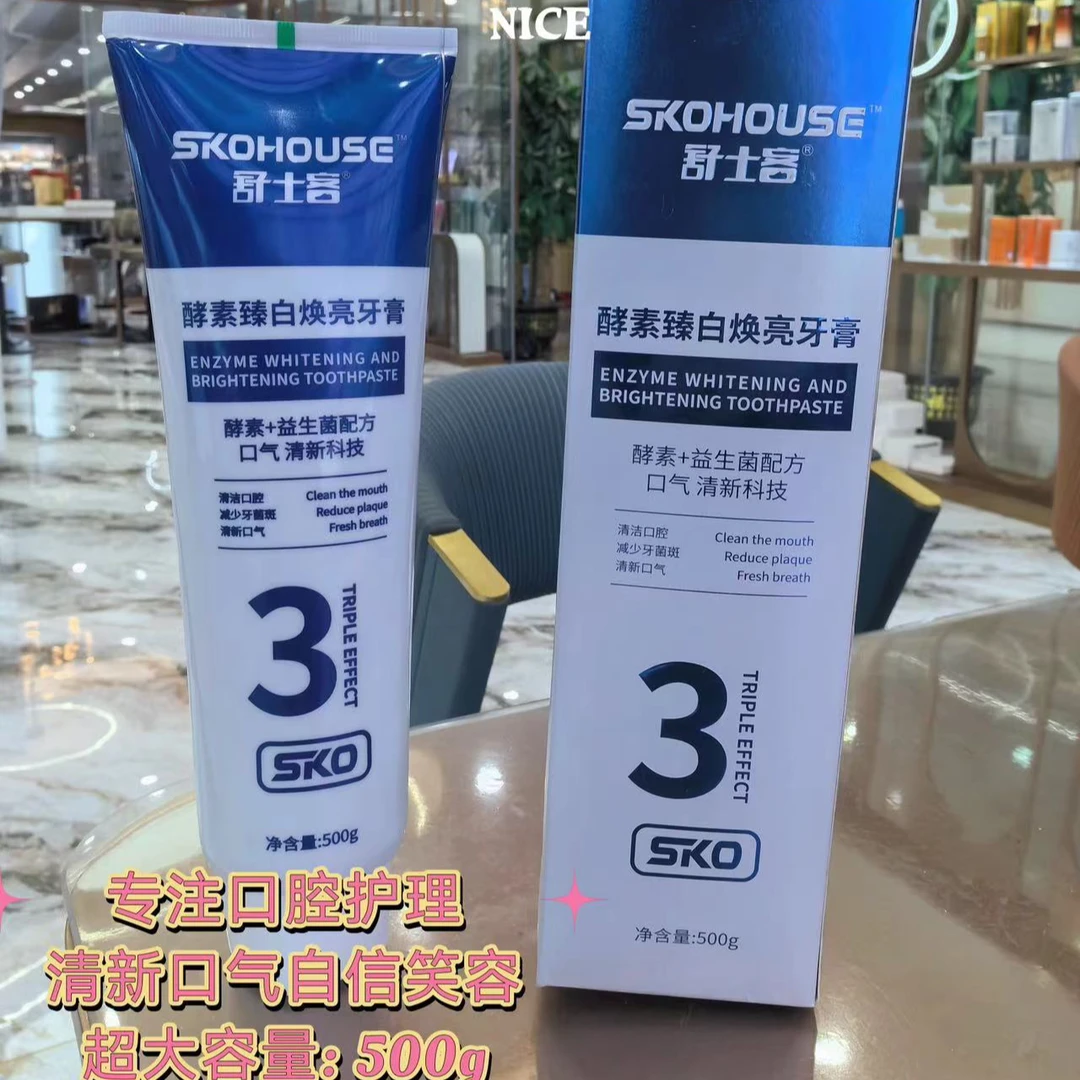 NICE
SKOHOUSE™
舒士客®
酵素臻白焕亮牙膏
ENZYME WHITENING AND
BRIGHTENING TOOTHPASTE
酵素+益生菌配方
口气 清新科技
清洁口腔 Clean the mouth
减少牙菌斑 Reduce plaque
清新口气 Fresh breath
3
TRIPLE EFFECT
SKO
净含量:500g
SKOHOUSE™
舒士客®
酵素臻白焕亮牙膏
ENZYME WHITENING AND
BRIGHTENING TOOTHPASTE
酵素+益生菌配方
口气 清新科技
清洁口腔 Clean the mouth
减少牙菌斑 Reduce plaque
清新口气 Fresh breath
3
TRIPLE EFFECT
SKO
净含量:500g
专注口腔护理
清新口气自信笑容
超大容量: 500g